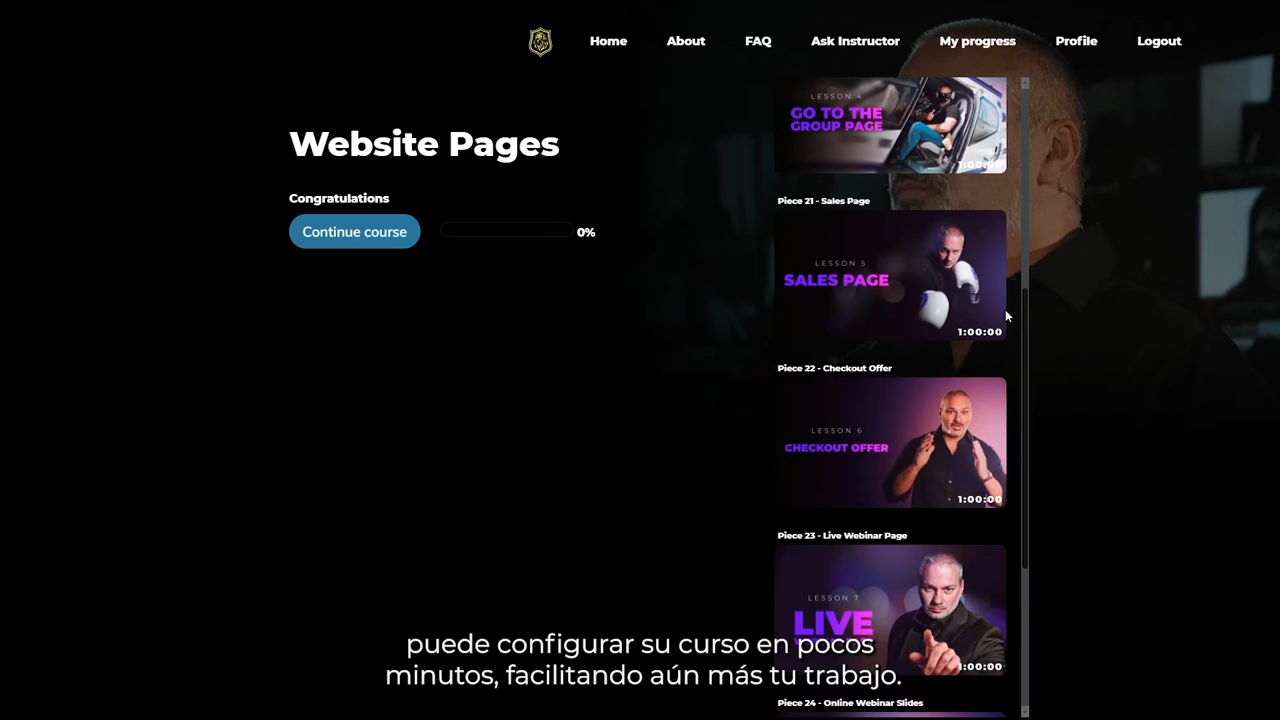 Home About FAQ Ask Instructor My progress Profile Logout
Website Pages
Congratulations
Continue course
0%
LESSON 4
GO TO THE
GROUP PAGE
1:00:00
Piece 21 - Sales Page
LESSON 5
SALES PAGE
1:00:00
Piece 22 - Checkout Offer
LESSON 6
CHECKOUT OFFER
1:00:00
Piece 23 - Live Webinar Page
LESSON 7
LIVE
1:00:00
Piece 24 - Online Webinar Slides
puede configurar su curso en pocos
minutos, facilitando aún más tu trabajo.